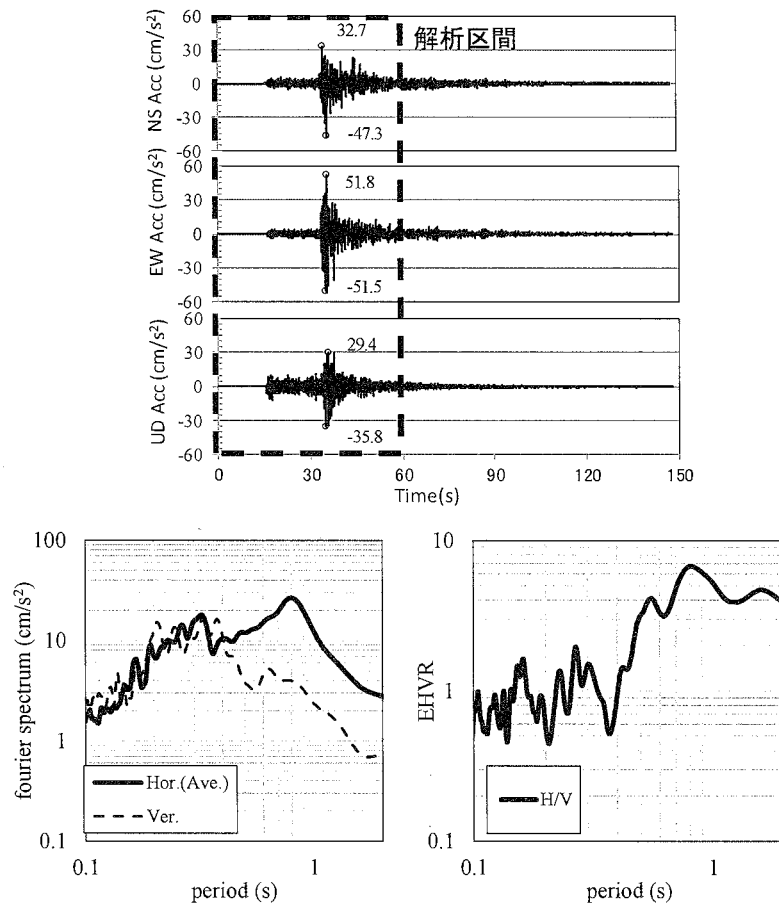 60
30
0
-30
-60
NS Acc (cm/s²)
32.7
-47.3
解析区間
60
30
0
-30
-60
EW Acc (cm/s²)
51.8
-51.5
60
30
0
-30
-60
UD Acc (cm/s²)
29.4
-35.8
0 30 60 90 120 150
Time(s)
100
10
1
0.1
fourier spectrum (cm/s²)
Hor.(Ave.)
Ver.
0.1 1
period (s)
10
1
0.1
EHVR
H/V
0.1 1
period (s)